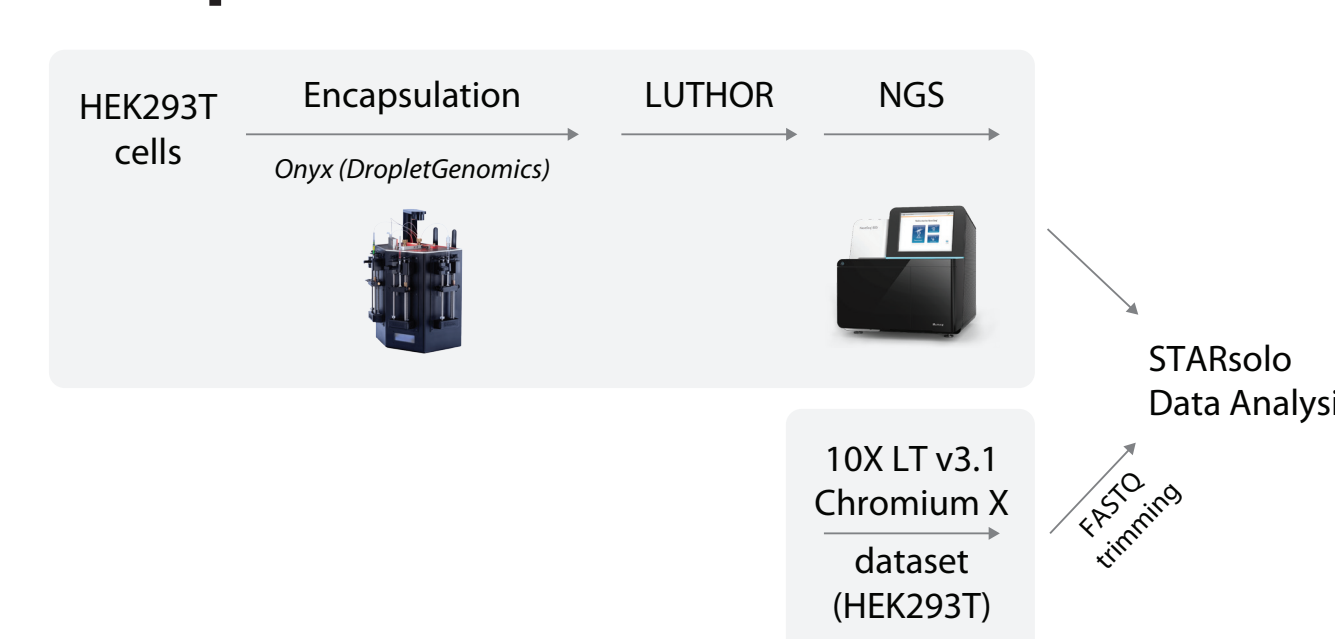 HEK293T
cells
Encapsulation
Onyx (DropletGenomics)
LUTHOR
NGS
STARsolo
Data Analysi
10X LT v3.1
Chromium X
dataset
(HEK293T)
FASTQ
trimming